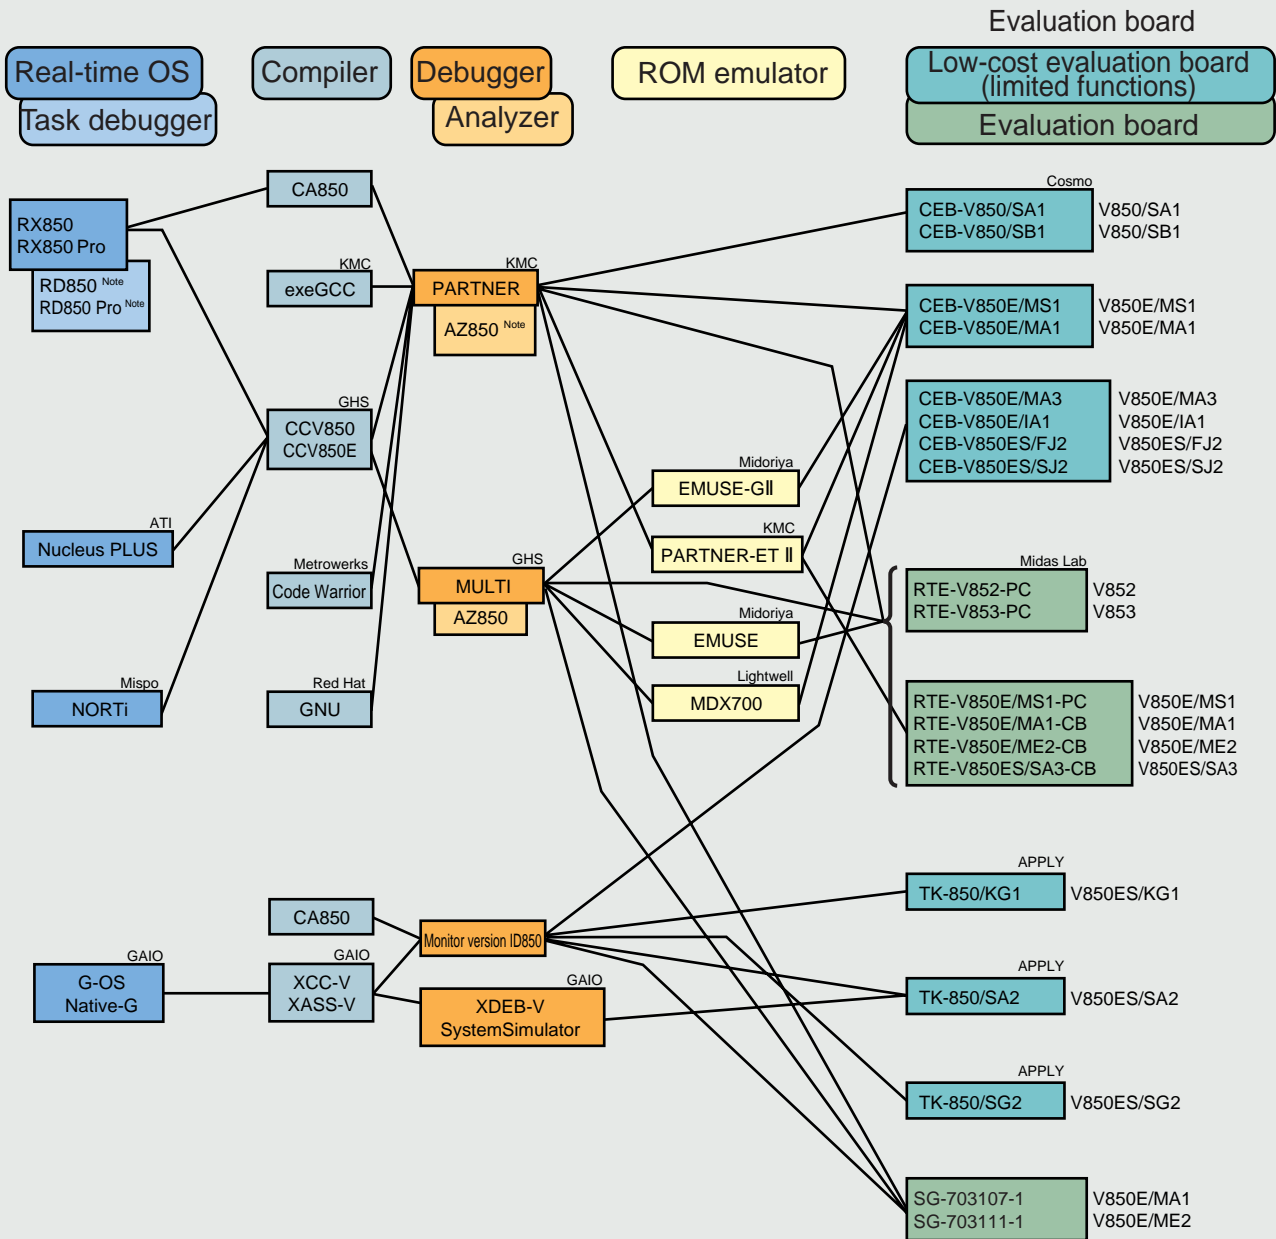 Evaluation board
Real-time OS
Task debugger
Compiler
Debugger
Analyzer
ROM emulator
Low-cost evaluation board
(limited functions)
Evaluation board
RX850
RX850 Pro
RD850 Note
RD850 Pro Note
ATI
Nucleus PLUS
Mispo
NORTi
GAIO
G-OS
Native-G
CA850
KMC
exeGCC
GHS
CCV850
CCV850E
Metrowerks
Code Warrior
Red Hat
GNU
CA850
GAIO
XCC-V
XASS-V
KMC
PARTNER
AZ850 Note
GHS
MULTI
AZ850
Monitor version ID850
GAIO
XDEB-V
SystemSimulator
Midoriya
EMUSE-GⅡ
KMC
PARTNER-ET Ⅱ
Midoriya
EMUSE
Lightwell
MDX700
Cosmo
CEB-V850/SA1 V850/SA1
CEB-V850/SB1 V850/SB1
CEB-V850E/MS1 V850E/MS1
CEB-V850E/MA1 V850E/MA1
CEB-V850E/MA3 V850E/MA3
CEB-V850E/IA1 V850E/IA1
CEB-V850ES/FJ2 V850ES/FJ2
CEB-V850ES/SJ2 V850ES/SJ2
Midas Lab
RTE-V852-PC V852
RTE-V853-PC V853
RTE-V850E/MS1-PC V850E/MS1
RTE-V850E/MA1-CB V850E/MA1
RTE-V850E/ME2-CB V850E/ME2
RTE-V850ES/SA3-CB V850ES/SA3
APPLY
TK-850/KG1 V850ES/KG1
APPLY
TK-850/SA2 V850ES/SA2
APPLY
TK-850/SG2 V850ES/SG2
SG-703107-1 V850E/MA1
SG-703111-1 V850E/ME2